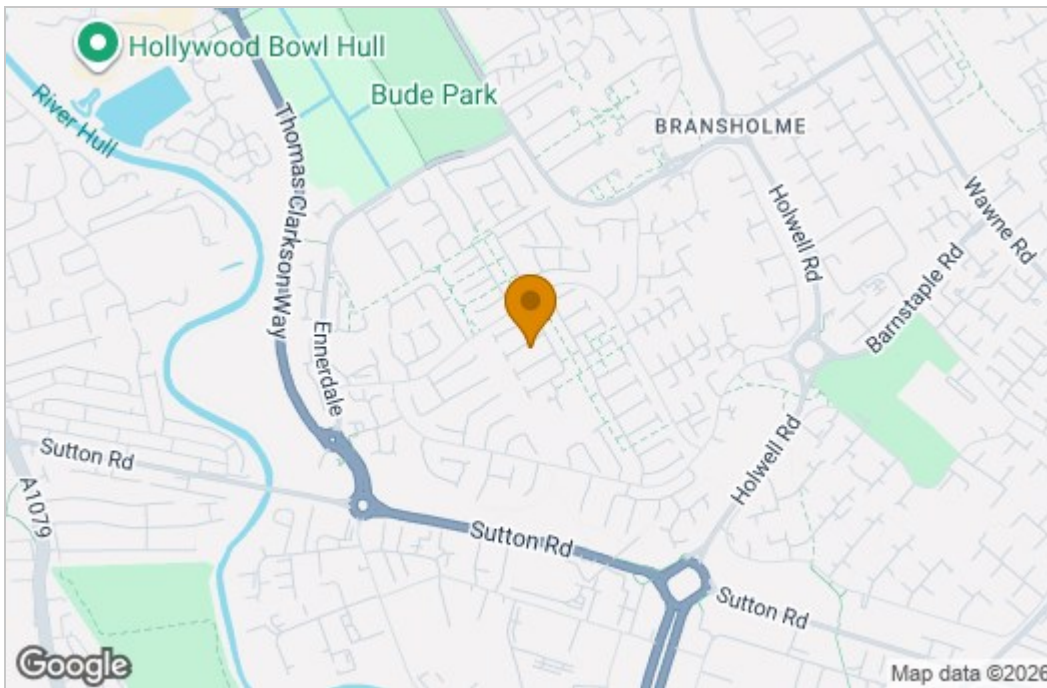 Hollywood Bowl Hull
River Hull
Bude Park
Thomas Clarkson Way
BRANSHOLME
Holwell Rd
Wawne Rd
Barnstaple Rd
Ennerdale
Sutton Rd
A1079
Holwell Rd
Sutton Rd
Sutton Rd
Google
Map data ©2026